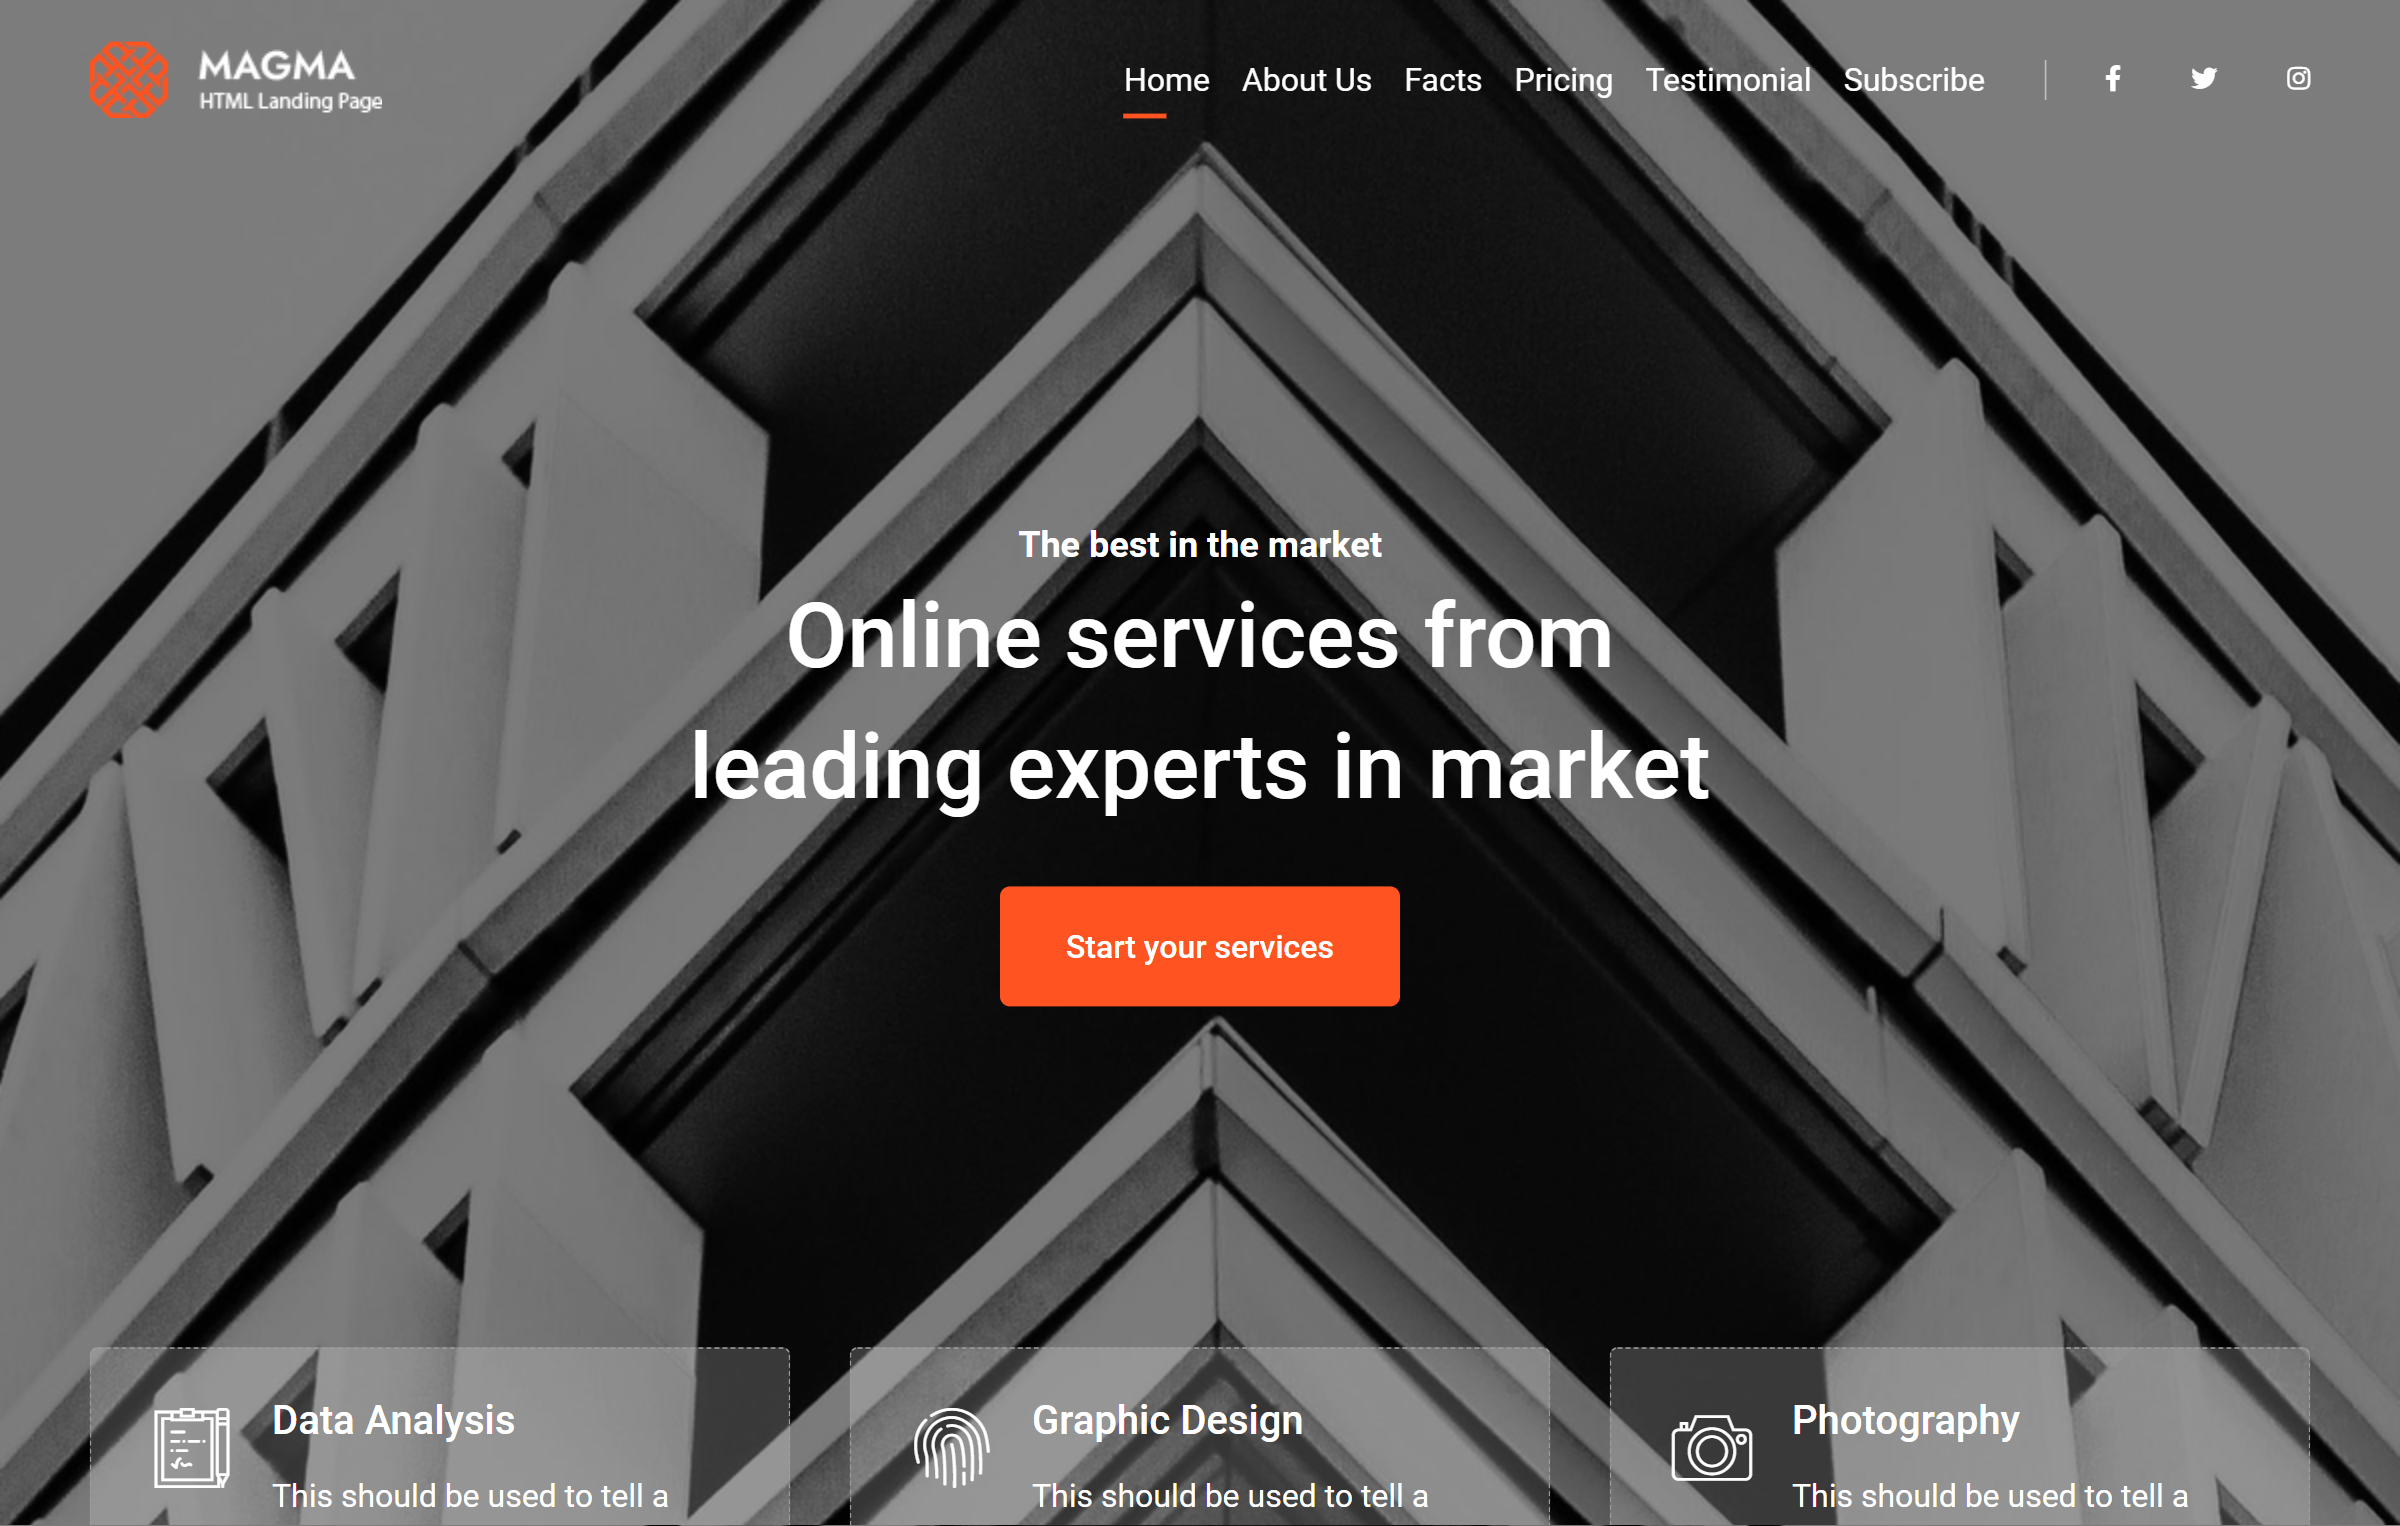 MAGMA
HTML Landing Page
Home About Us Facts Pricing Testimonial Subscribe
The best in the market
Online services from
leading experts in market
Start your services
Data Analysis
This should be used to tell a
Graphic Design
This should be used to tell a
Photography
This should be used to tell a